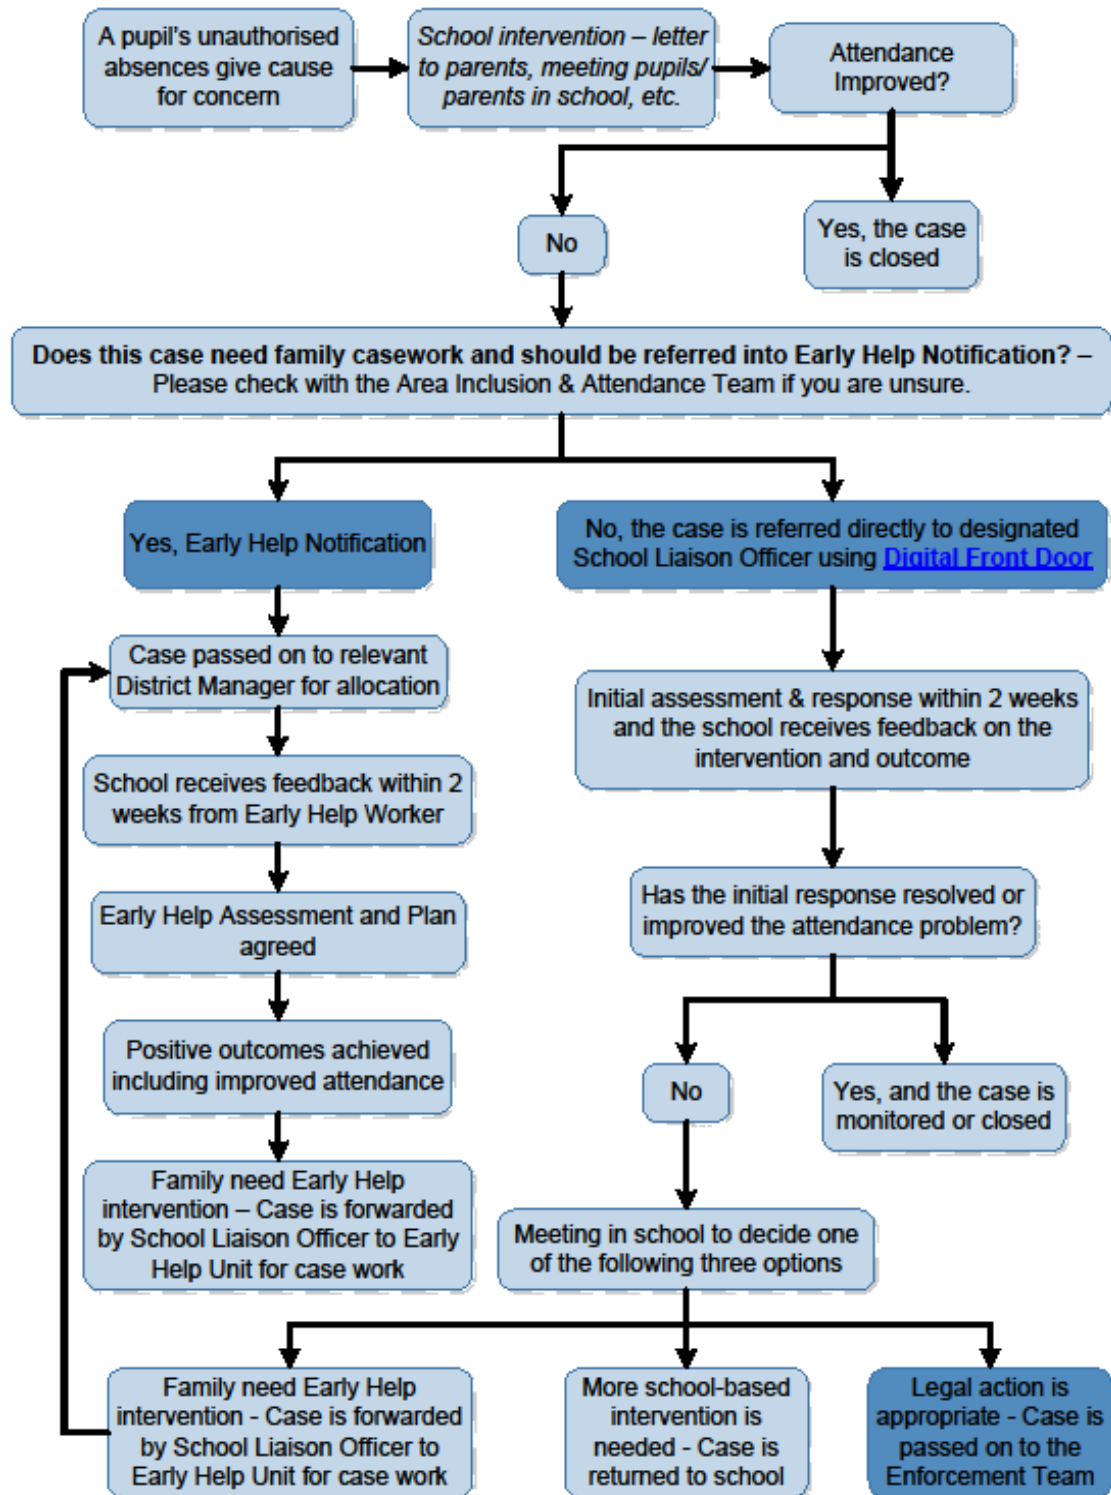 A pupil's unauthorised
absences give cause
for concern
School intervention – letter
to parents, meeting pupils/
parents in school, etc.
Attendance
Improved?
No
Yes, the case
is closed
Does this case need family casework and should be referred into Early Help Notification? –
Please check with the Area Inclusion & Attendance Team if you are unsure.
Yes, Early Help Notification
No, the case is referred directly to designated
School Liaison Officer using Digital Front Door
Case passed on to relevant
District Manager for allocation
Initial assessment & response within 2 weeks
and the school receives feedback on the
intervention and outcome
School receives feedback within 2
weeks from Early Help Worker
Has the initial response resolved or
improved the attendance problem?
Early Help Assessment and Plan
agreed
Positive outcomes achieved
including improved attendance
No
Yes, and the case is
monitored or closed
Family need Early Help
intervention – Case is forwarded
by School Liaison Officer to Early
Help Unit for case work
Meeting in school to decide one
of the following three options
Family need Early Help
intervention - Case is forwarded
by School Liaison Officer to
Early Help Unit for case work
More school-based
intervention is
needed - Case is
returned to school
Legal action is
appropriate - Case is
passed on to the
Enforcement Team